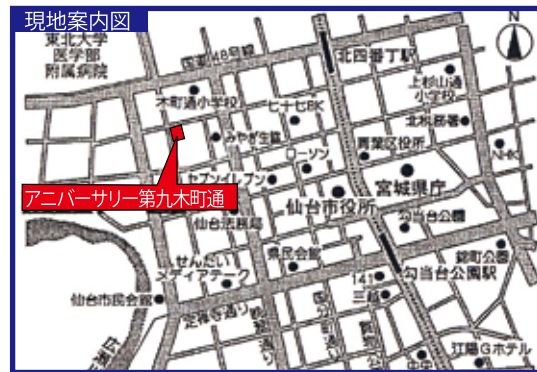 現地案内図
N
東北大学
医学部
附属病院
国道48号線
北四番丁駅
木町通小学校
七十七BK
上杉山通
小学校
みやぎ生協
北税務署
ローソン
青葉区役所
NHK
セブンイレブン
宮城県庁
アニバーサリー第九木町通
仙台市役所
仙台法務局
勾当台公園
県民会館
錦町公園
せんだい
メディアテーク
141
勾当台公園駅
三越
仙台市民会館
定禅寺通り
江陽Gホテル
中央